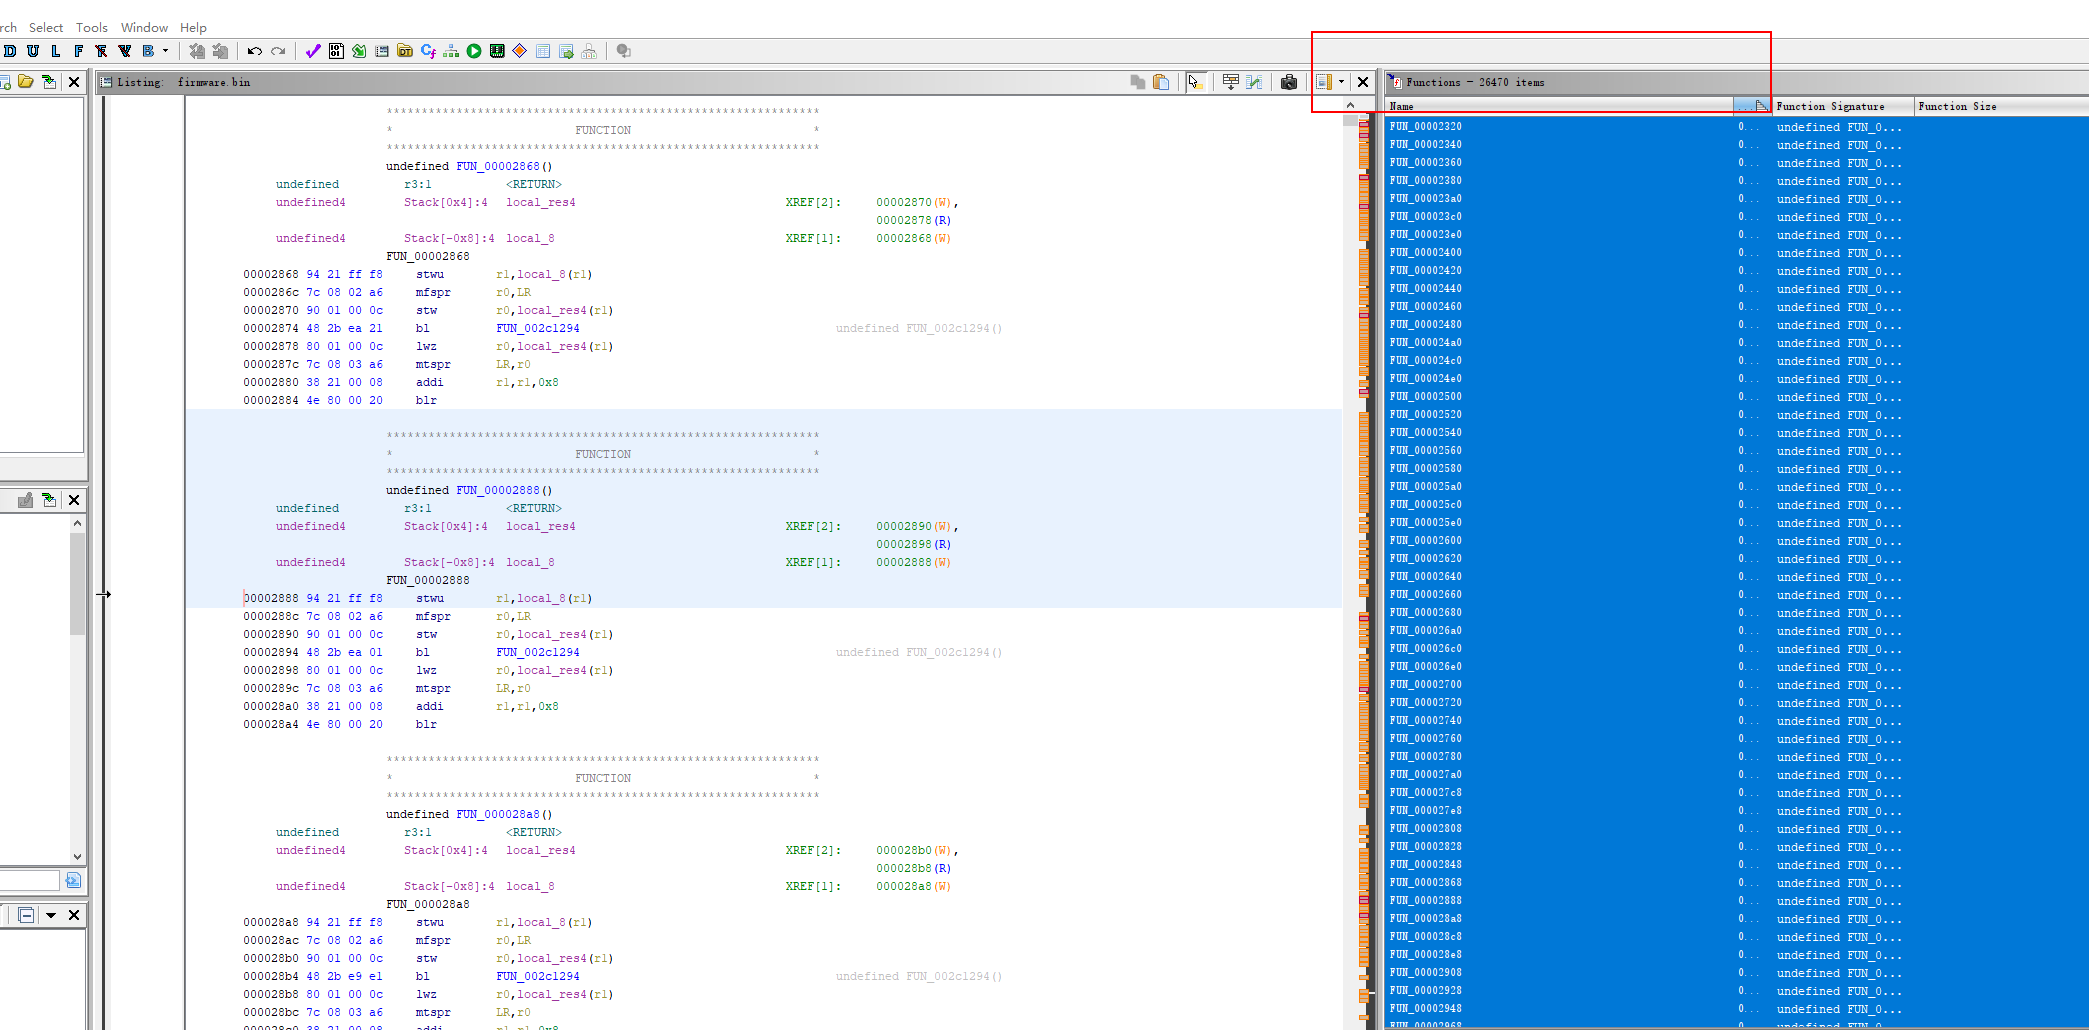 rch Select Tools Window Help
D U L F F V B
Listing: firmware.bin
******************************************************************
* FUNCTION *
******************************************************************
undefined FUN_00002868()
undefined r3:1 <RETURN>
undefined4 Stack[0x4]:4 local_res4 XREF[2]: 00002870(W),
00002878(R)
undefined4 Stack[-0x8]:4 local_8 XREF[1]: 00002868(W)
FUN_00002868
00002868 94 21 ff f8 stwu r1,local_8(r1)
0000286c 7c 08 02 a6 mfspr r0,LR
00002870 90 01 00 0c stw r0,local_res4(r1)
00002874 48 2b ea 21 bl FUN_002c1294 undefined FUN_002c1294()
00002878 80 01 00 0c lwz r0,local_res4(r1)
0000287c 7c 08 03 a6 mtspr LR,r0
00002880 38 21 00 08 addi r1,r1,0x8
00002884 4e 80 00 20 blr
******************************************************************
* FUNCTION *
******************************************************************
undefined FUN_00002888()
undefined r3:1 <RETURN>
undefined4 Stack[0x4]:4 local_res4 XREF[2]: 00002890(W),
00002898(R)
undefined4 Stack[-0x8]:4 local_8 XREF[1]: 00002888(W)
FUN_00002888
00002888 94 21 ff f8 stwu r1,local_8(r1)
0000288c 7c 08 02 a6 mfspr r0,LR
00002890 90 01 00 0c stw r0,local_res4(r1)
00002894 48 2b ea 01 bl FUN_002c1294 undefined FUN_002c1294()
00002898 80 01 00 0c lwz r0,local_res4(r1)
0000289c 7c 08 03 a6 mtspr LR,r0
000028a0 38 21 00 08 addi r1,r1,0x8
000028a4 4e 80 00 20 blr
******************************************************************
* FUNCTION *
******************************************************************
undefined FUN_000028a8()
undefined r3:1 <RETURN>
undefined4 Stack[0x4]:4 local_res4 XREF[2]: 000028b0(W),
000028b8(R)
undefined4 Stack[-0x8]:4 local_8 XREF[1]: 000028a8(W)
FUN_000028a8
000028a8 94 21 ff f8 stwu r1,local_8(r1)
000028ac 7c 08 02 a6 mfspr r0,LR
000028b0 90 01 00 0c stw r0,local_res4(r1)
000028b4 48 2b e9 e1 bl FUN_002c1294 undefined FUN_002c1294()
000028b8 80 01 00 0c lwz r0,local_res4(r1)
000028bc 7c 08 03 a6 mtspr LR,r0
000028c0 38 21 00 08 addi r1,r1,0x8
Functions - 26470 items
Name ... Function Signature Function Size
FUN_00002320 0... undefined FUN_0...
FUN_00002340 0... undefined FUN_0...
FUN_00002360 0... undefined FUN_0...
FUN_00002380 0... undefined FUN_0...
FUN_000023a0 0... undefined FUN_0...
FUN_000023c0 0... undefined FUN_0...
FUN_000023e0 0... undefined FUN_0...
FUN_00002400 0... undefined FUN_0...
FUN_00002420 0... undefined FUN_0...
FUN_00002440 0... undefined FUN_0...
FUN_00002460 0... undefined FUN_0...
FUN_00002480 0... undefined FUN_0...
FUN_000024a0 0... undefined FUN_0...
FUN_000024c0 0... undefined FUN_0...
FUN_000024e0 0... undefined FUN_0...
FUN_00002500 0... undefined FUN_0...
FUN_00002520 0... undefined FUN_0...
FUN_00002540 0... undefined FUN_0...
FUN_00002560 0... undefined FUN_0...
FUN_00002580 0... undefined FUN_0...
FUN_000025a0 0... undefined FUN_0...
FUN_000025c0 0... undefined FUN_0...
FUN_000025e0 0... undefined FUN_0...
FUN_00002600 0... undefined FUN_0...
FUN_00002620 0... undefined FUN_0...
FUN_00002640 0... undefined FUN_0...
FUN_00002660 0... undefined FUN_0...
FUN_00002680 0... undefined FUN_0...
FUN_000026a0 0... undefined FUN_0...
FUN_000026c0 0... undefined FUN_0...
FUN_000026e0 0... undefined FUN_0...
FUN_00002700 0... undefined FUN_0...
FUN_00002720 0... undefined FUN_0...
FUN_00002740 0... undefined FUN_0...
FUN_00002760 0... undefined FUN_0...
FUN_00002780 0... undefined FUN_0...
FUN_000027a0 0... undefined FUN_0...
FUN_000027c8 0... undefined FUN_0...
FUN_000027e8 0... undefined FUN_0...
FUN_00002808 0... undefined FUN_0...
FUN_00002828 0... undefined FUN_0...
FUN_00002848 0... undefined FUN_0...
FUN_00002868 0... undefined FUN_0...
FUN_00002888 0... undefined FUN_0...
FUN_000028a8 0... undefined FUN_0...
FUN_000028c8 0... undefined FUN_0...
FUN_000028e8 0... undefined FUN_0...
FUN_00002908 0... undefined FUN_0...
FUN_00002928 0... undefined FUN_0...
FUN_00002948 0... undefined FUN_0...
FUN_00002968 0... undefined FUN_0...